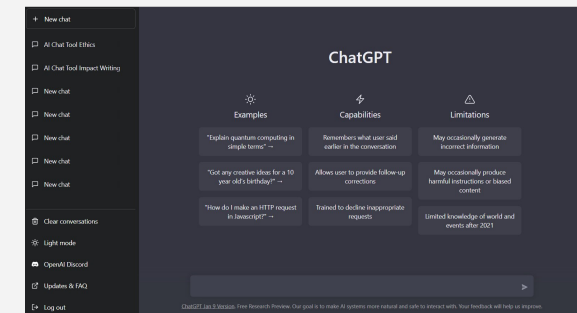 + New chat
AI Chat Tool Ethics
AI Chat Tool Impact Writing
New chat
New chat
New chat
New chat
New chat
Clear conversations
Light mode
OpenAI Discord
Updates & FAQ
Log out
ChatGPT
Examples
"Explain quantum computing in
simple terms" →
"Got any creative ideas for a 10
year old's birthday?" →
"How do I make an HTTP request
in Javascript?" →
Capabilities
Remembers what user said
earlier in the conversation
Allows user to provide follow-up
corrections
Trained to decline inappropriate
requests
Limitations
May occasionally generate
incorrect information
May occasionally produce
harmful instructions or biased
content
Limited knowledge of world and
events after 2021
ChatGPT Jan 9 Version. Free Research Preview. Our goal is to make AI systems more natural and safe to interact with. Your feedback will help us improve.